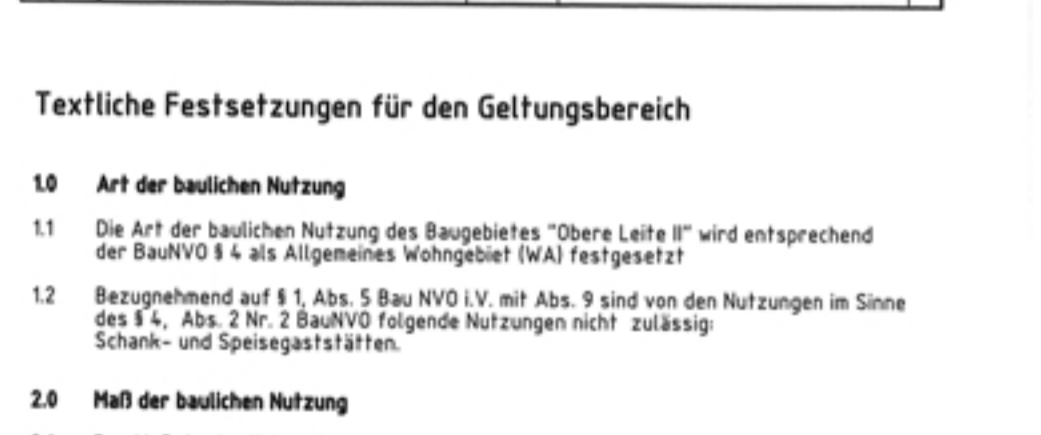 Textliche Festsetzungen für den Geltungsbereich
1.0 Art der baulichen Nutzung
1.1 Die Art der baulichen Nutzung des Baugebietes "Obere Leite II" wird entsprechend
der BauNVO § 4 als Allgemeines Wohngebiet (WA) festgesetzt
1.2 Bezugnehmend auf § 1, Abs. 5 Bau NVO i.V. mit Abs. 9 sind von den Nutzungen im Sinne
des § 4, Abs. 2 Nr. 2 BauNVO folgende Nutzungen nicht zulässig:
Schank- und Speisegaststätten.
2.0 Maß der baulichen Nutzung